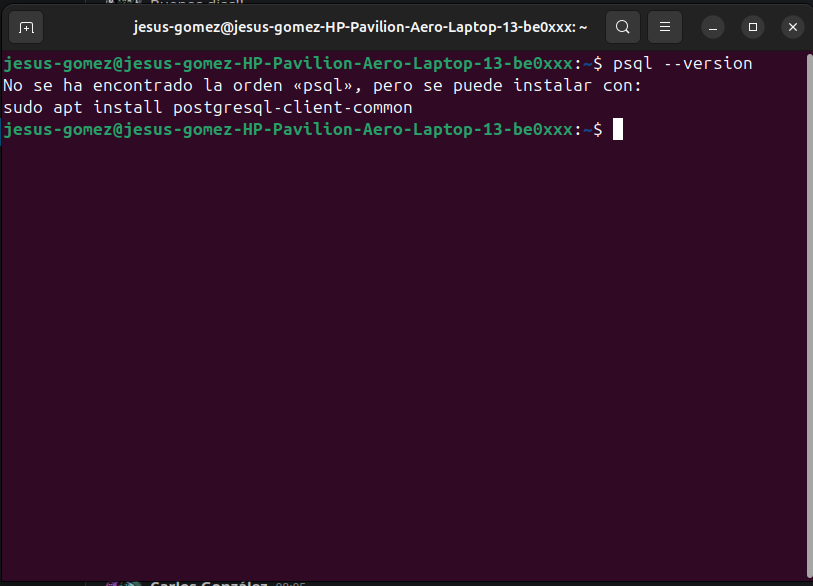 jesus-gomez@jesus-gomez-HP-Pavilion-Aero-Laptop-13-be0xxx: ~
jesus-gomez@jesus-gomez-HP-Pavilion-Aero-Laptop-13-be0xxx:~$ psql --version
No se ha encontrado la orden «psql», pero se puede instalar con:
sudo apt install postgresql-client-common
jesus-gomez@jesus-gomez-HP-Pavilion-Aero-Laptop-13-be0xxx:~$
Carlos González